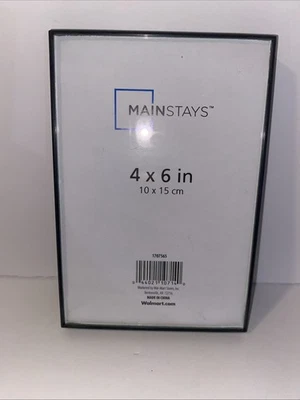 MAINSTAYS™
4 x 6 in
10 x 15 cm
MADE IN CHINA
Walmart.com